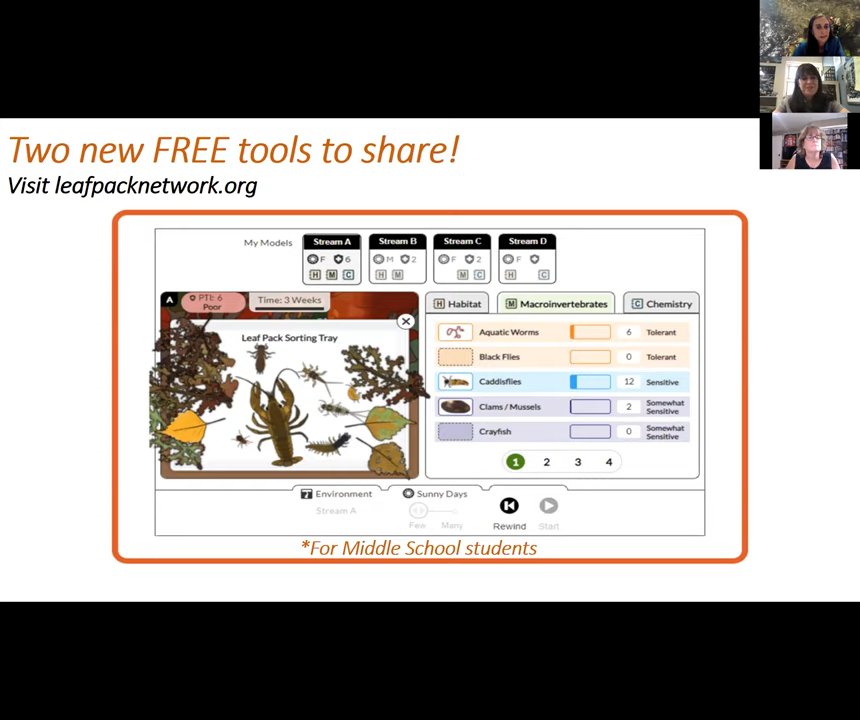 Two new FREE tools to share!
Visit leafpacknetwork.org
My Models
Stream A
Stream B
Stream C
Stream D
F 6
M 2
F 2
F
H M C
H M
M C
H C
A
PTI: 6
Poor
Time: 3 Weeks
Leaf Pack Sorting Tray
H Habitat
M Macroinvertebrates
C Chemistry
Aquatic Worms 6 Tolerant
Black Flies 0 Tolerant
Caddisflies 12 Sensitive
Clams / Mussels 2 Somewhat Sensitive
Crayfish 0 Somewhat Sensitive
1 2 3 4
Environment
Stream A
Sunny Days
Few Many
Rewind
Start
*For Middle School students